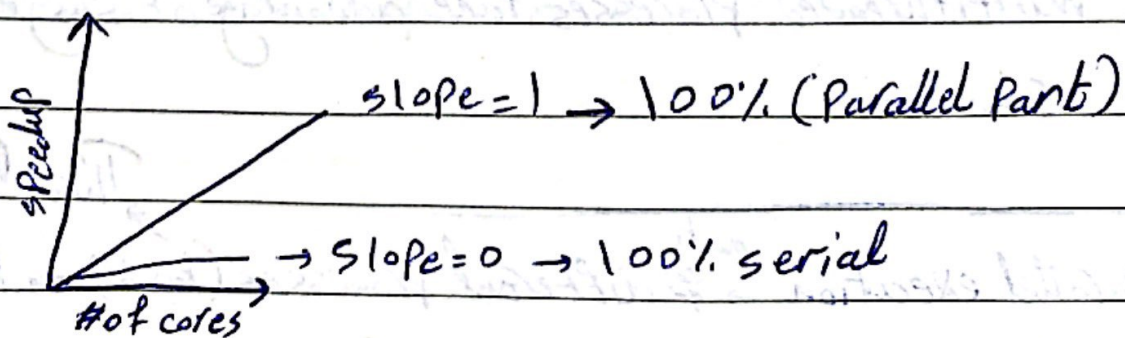 speedup
slope=1 → 100% (Parallel Part)
→ slope=0 → 100% serial
#of cores